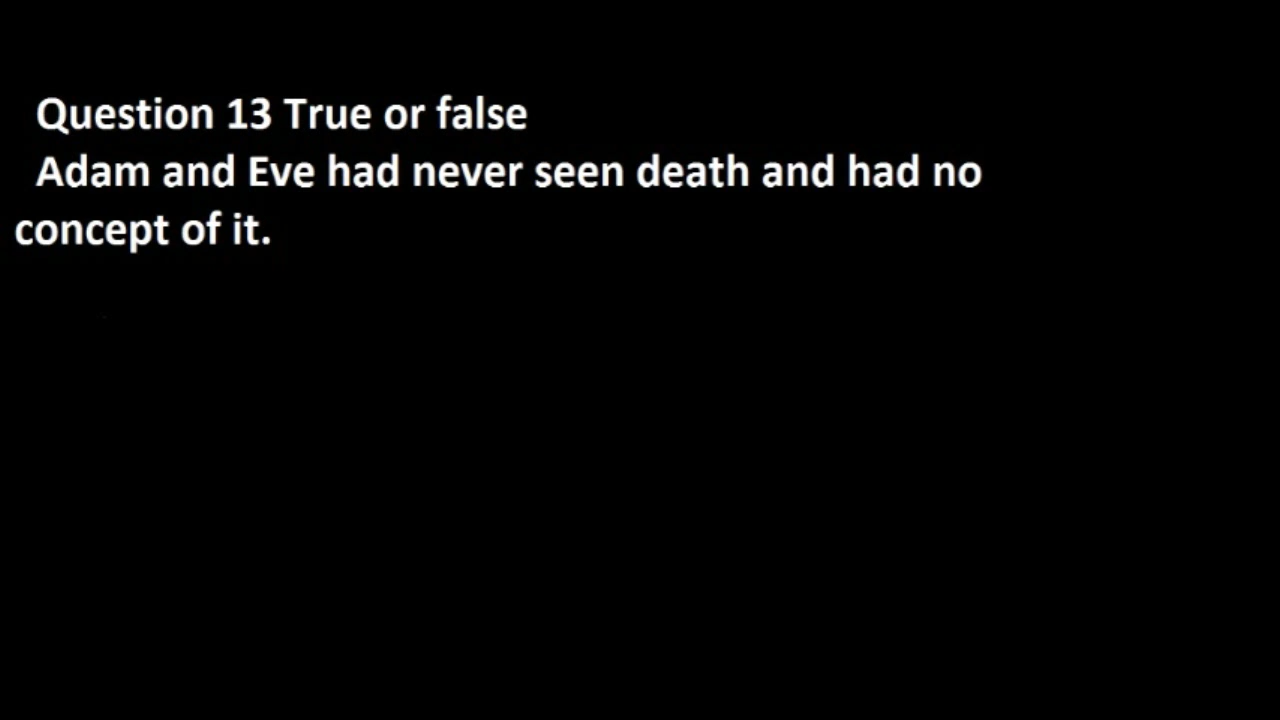 Question 13 True or false
Adam and Eve had never seen death and had no
concept of it.